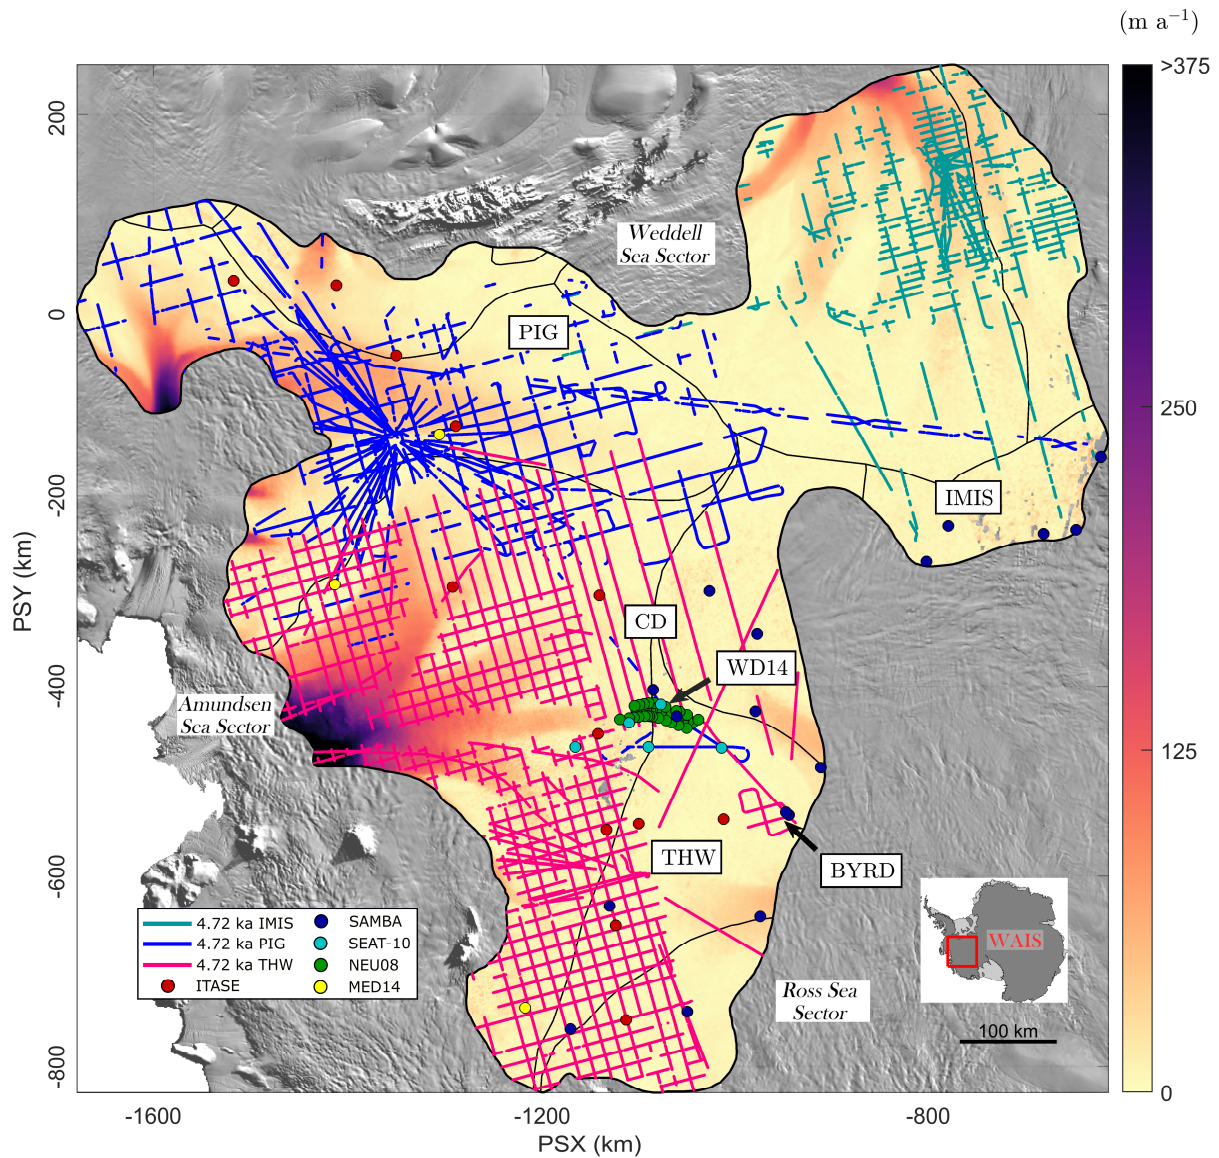 (m a⁻¹)
>375
250
125
0
200
0
-200
-400
-600
-800
PSY (km)
-1600
-1200
-800
PSX (km)
Weddell
Sea Sector
PIG
IMIS
CD
WD14
Amundsen
Sea Sector
THW
BYRD
WAIS
Ross Sea
Sector
100 km
4.72 ka IMIS
4.72 ka PIG
4.72 ka THW
ITASE
SAMBA
SEAT-10
NEU08
MED14